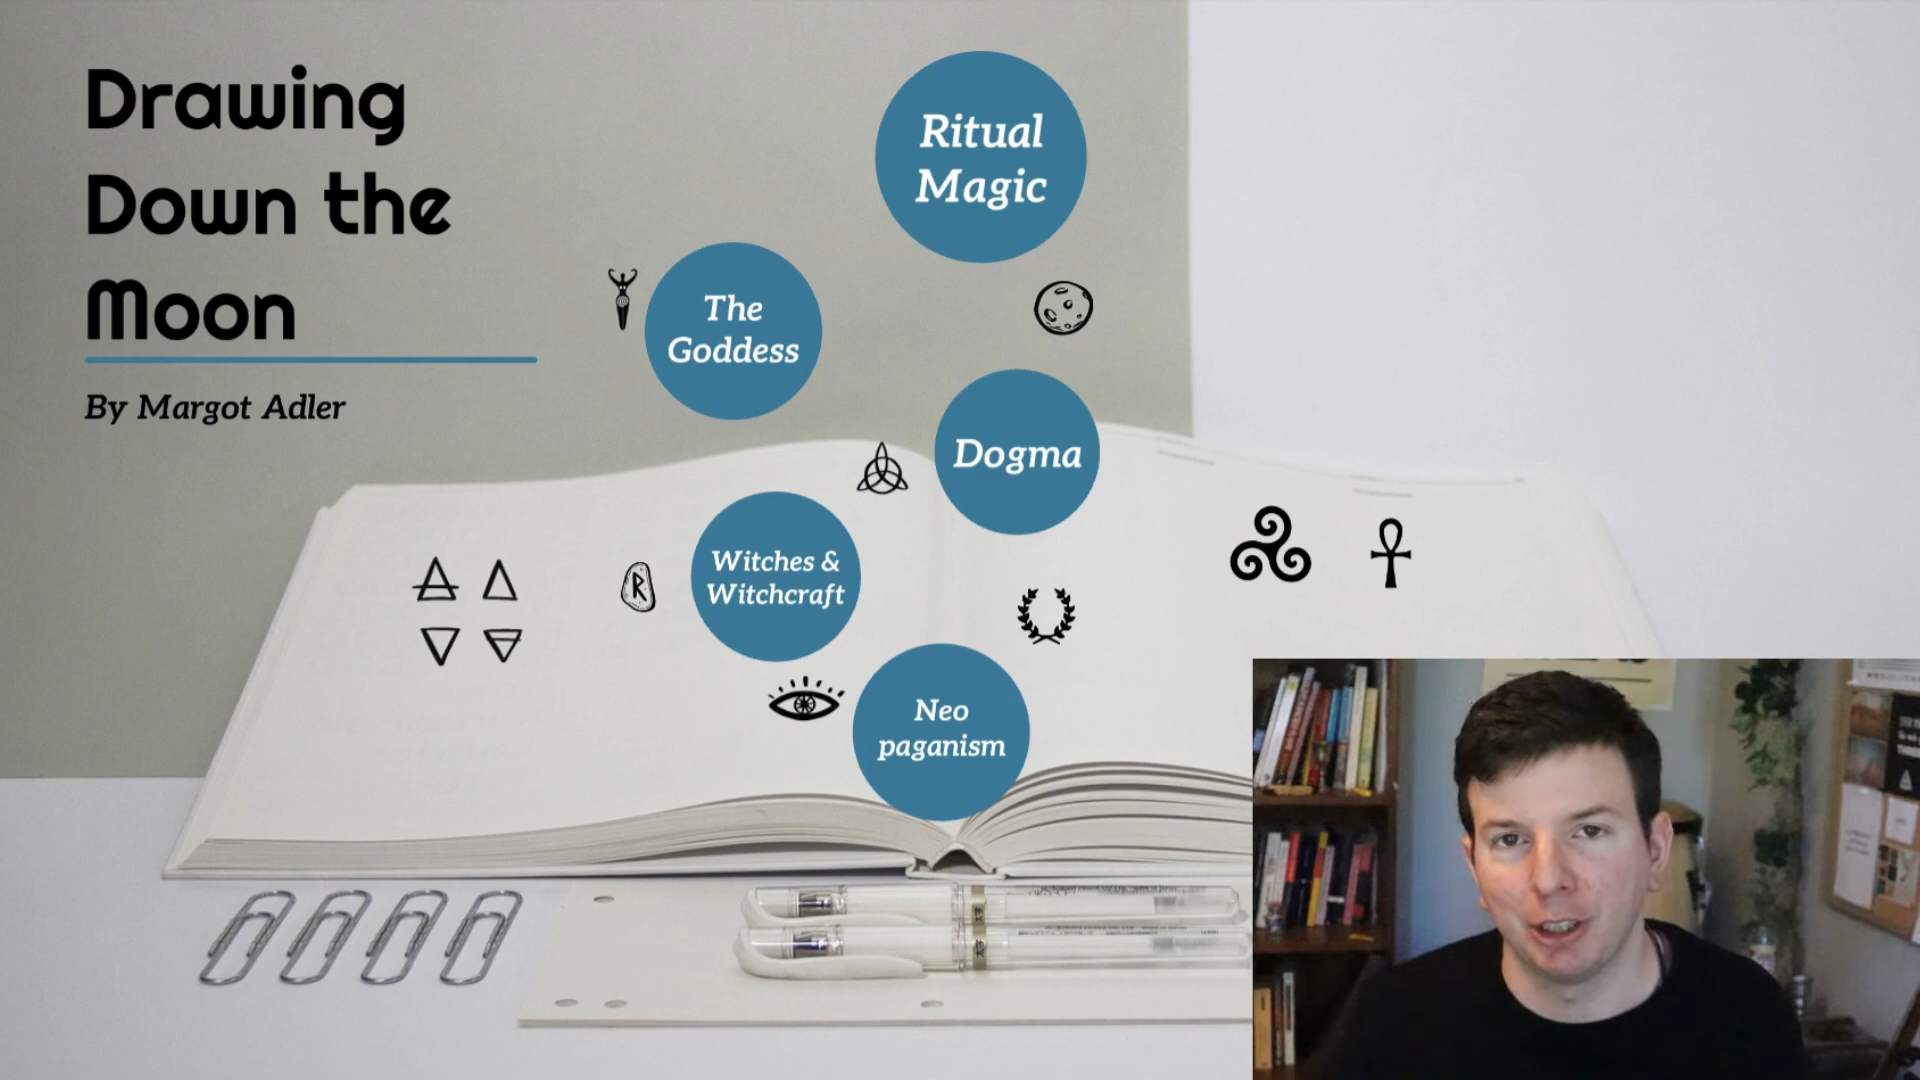 Drawing
Down the
Moon
By Margot Adler
Ritual
Magic
The
Goddess
Dogma
Witches &
Witchcraft
Neo
paganism